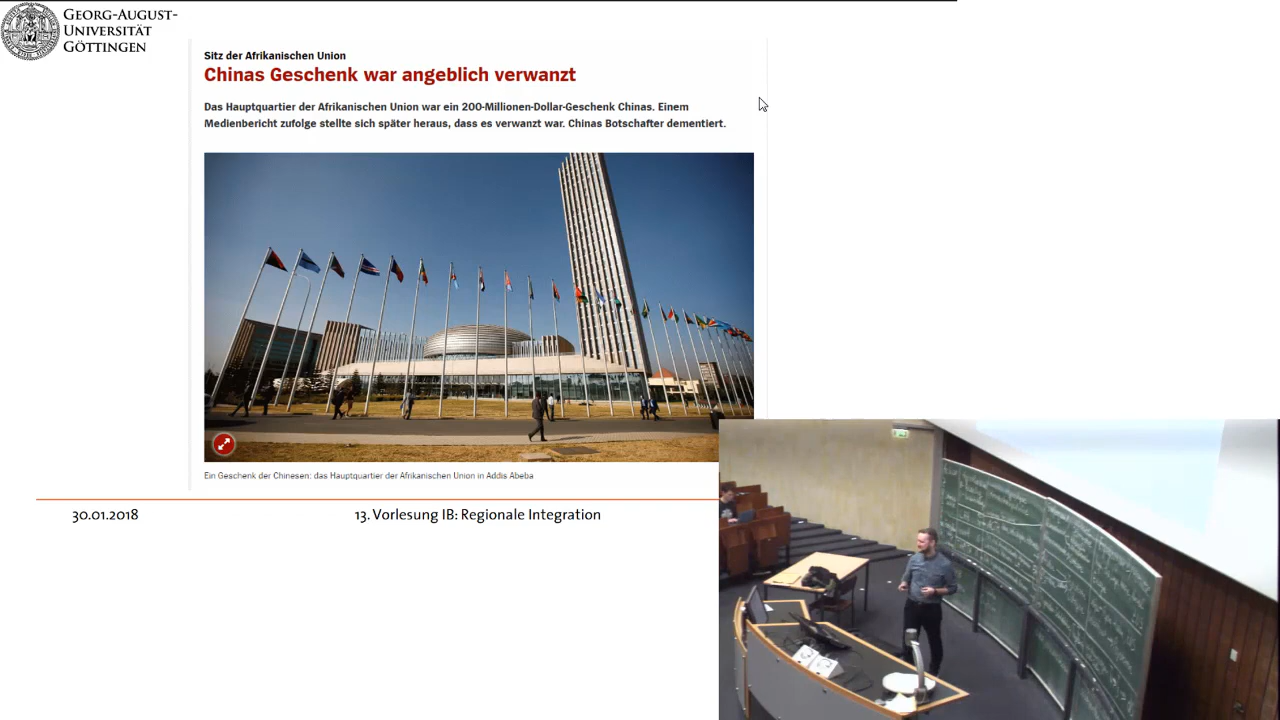 GEORG-AUGUST-
UNIVERSITÄT
GÖTTINGEN
Sitz der Afrikanischen Union
Chinas Geschenk war angeblich verwanzt
Das Hauptquartier der Afrikanischen Union war ein 200-Millionen-Dollar-Geschenk Chinas. Einem
Medienbericht zufolge stellte sich später heraus, dass es verwanzt war. Chinas Botschafter dementiert.
Ein Geschenk der Chinesen: das Hauptquartier der Afrikanischen Union in Addis Abeba
30.01.2018
13. Vorlesung IB: Regionale Integration